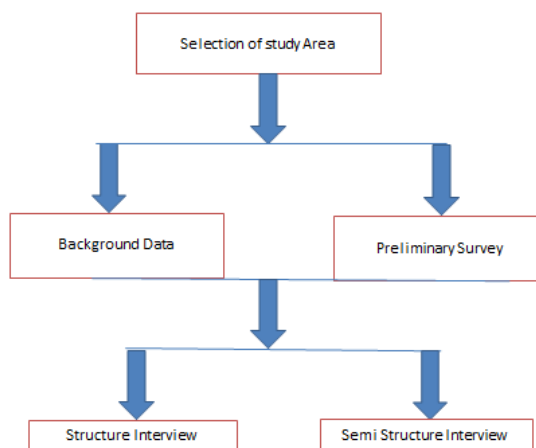 Selection of study Area
Background Data
Preliminary Survey
Structure Interview
Semi Structure Interview